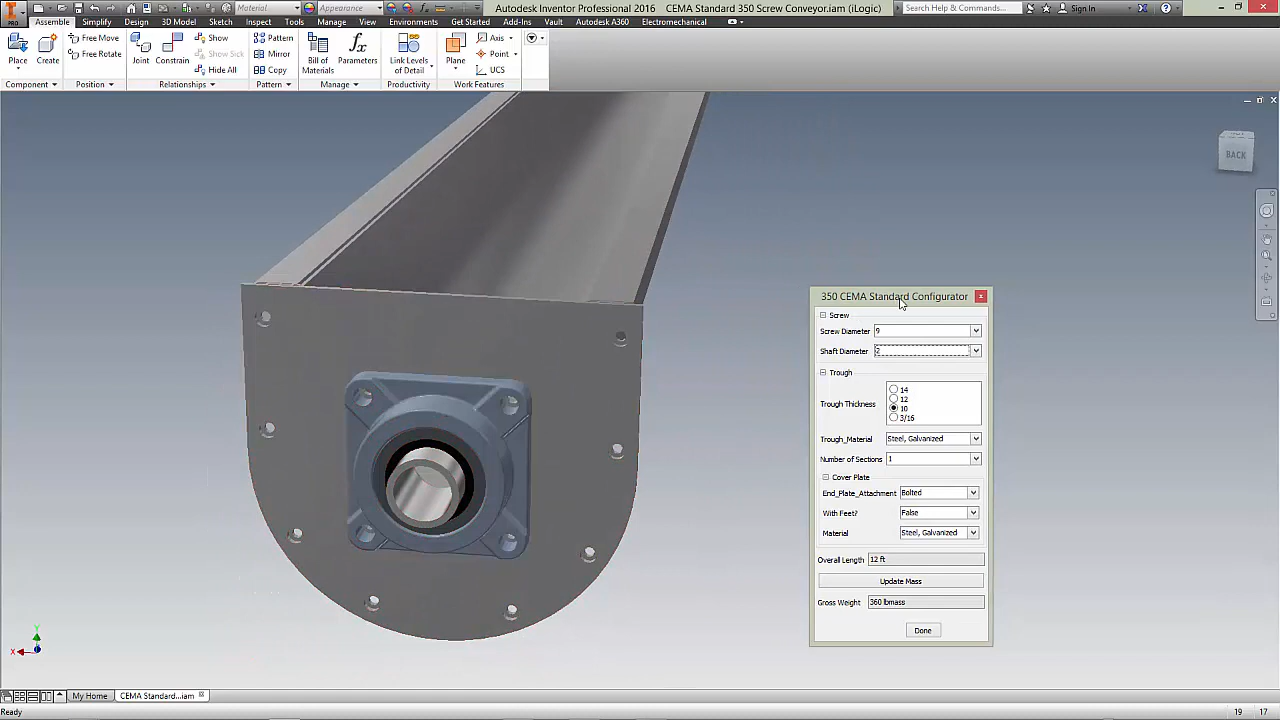 Material
Appearance
Autodesk Inventor Professional 2016 CEMA Standard 350 Screw Conveyor.iam (iLogic)
Search Help & Commands...
Sign In
PRO
Assemble
Simplify
Design
3D Model
Sketch
Inspect
Tools
Manage
View
Environments
Get Started
Add-Ins
Vault
Autodesk A360
Electromechanical
Place
Create
Free Move
Free Rotate
Joint
Constrain
Show
Show Sick
Hide All
Pattern
Mirror
Copy
Bill of
Materials
Parameters
Link Levels
of Detail
Plane
Axis
Point
UCS
Component
Position
Relationships
Pattern
Manage
Productivity
Work Features
BACK
350 CEMA Standard Configurator
Screw
Screw Diameter 9
Shaft Diameter 2
Trough
Trough Thickness
14
12
10
3/16
Trough_Material Steel, Galvanized
Number of Sections 1
Cover Plate
End_Plate_Attachment Bolted
With Feet? False
Material Steel, Galvanized
Overall Length 12 ft
Update Mass
Gross Weight 360 lbmass
Done
Y
X
My Home
CEMA Standard...iam
Ready
19 17